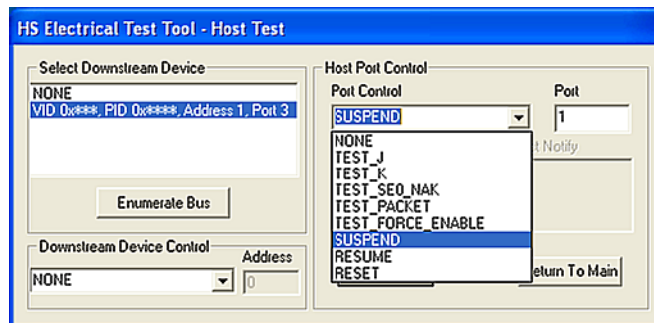 HS Electrical Test Tool - Host Test
Select Downstream Device
NONE
VID 0x***, PID 0x****, Address 1, Port 3
Enumerate Bus
Downstream Device Control
Address
NONE
0
Host Port Control
Port Control
Port
SUSPEND
1
NONE
TEST_J
TEST_K
TEST_SE0_NAK
TEST_PACKET
TEST_FORCE_ENABLE
SUSPEND
RESUME
RESET
Notify
To Main